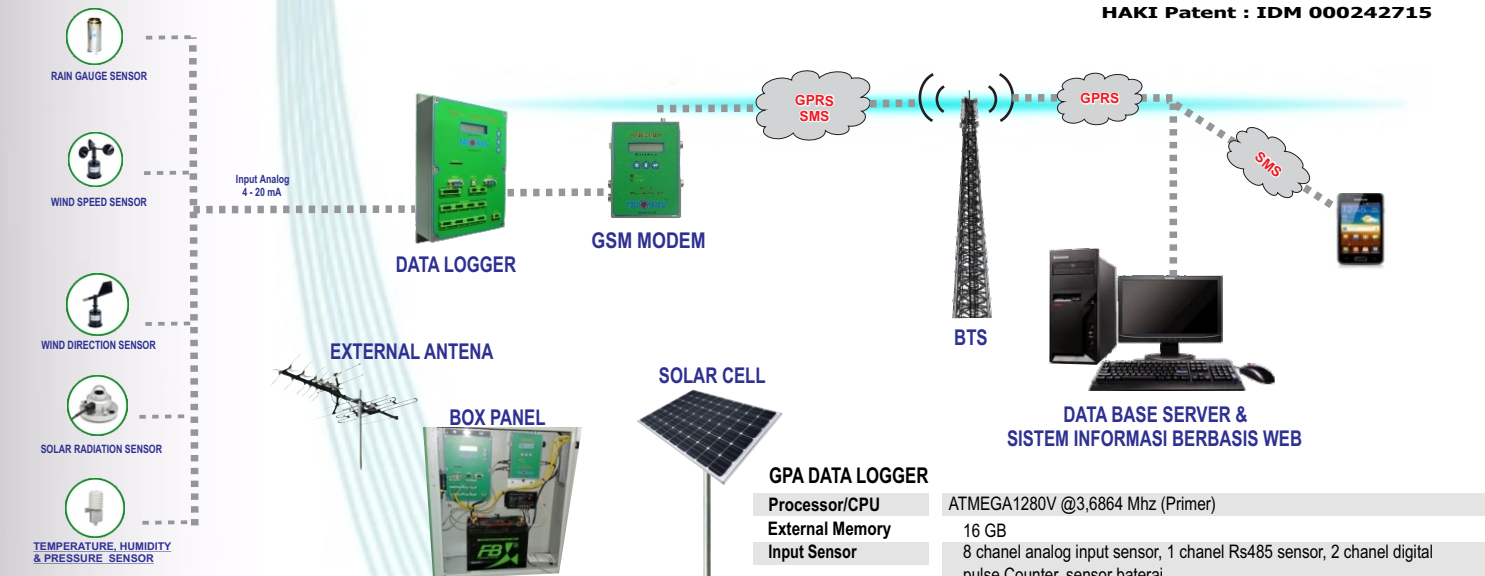 HAKI Patent : IDM 000242715
RAIN GAUGE SENSOR
WIND SPEED SENSOR
WIND DIRECTION SENSOR
SOLAR RADIATION SENSOR
TEMPERATURE, HUMIDITY
& PRESSURE SENSOR
Input Analog
4 - 20 mA
DATA LOGGER
GSM MODEM
GPRS
SMS
GPRS
SMS
BTS
EXTERNAL ANTENA
BOX PANEL
FB
SOLAR CELL
DATA BASE SERVER &
SISTEM INFORMASI BERBASIS WEB
GPA DATA LOGGER
Processor/CPU ATMEGA1280V @3,6864 Mhz (Primer)
External Memory 16 GB
Input Sensor 8 chanel analog input sensor, 1 chanel Rs485 sensor, 2 chanel digital
pulse Counter, sensor baterai